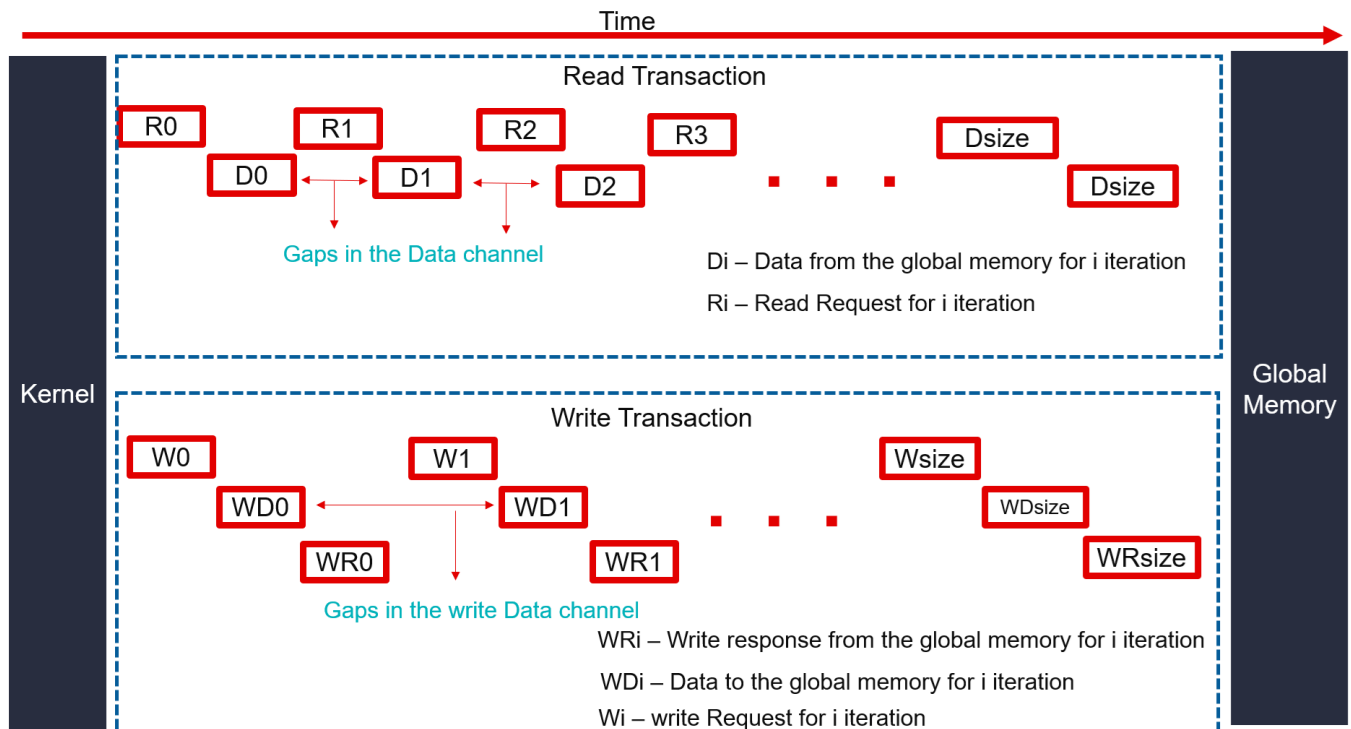 Time
Read Transaction
R0
R1
R2
R3
Dsize
D0
D1
D2
Dsize
Gaps in the Data channel
Di – Data from the global memory for i iteration
Ri – Read Request for i iteration
Kernel
Global
Memory
Write Transaction
W0
W1
Wsize
WD0
WD1
WDsize
WR0
WR1
WRsize
Gaps in the write Data channel
WRi – Write response from the global memory for i iteration
WDi – Data to the global memory for i iteration
Wi – write Request for i iteration